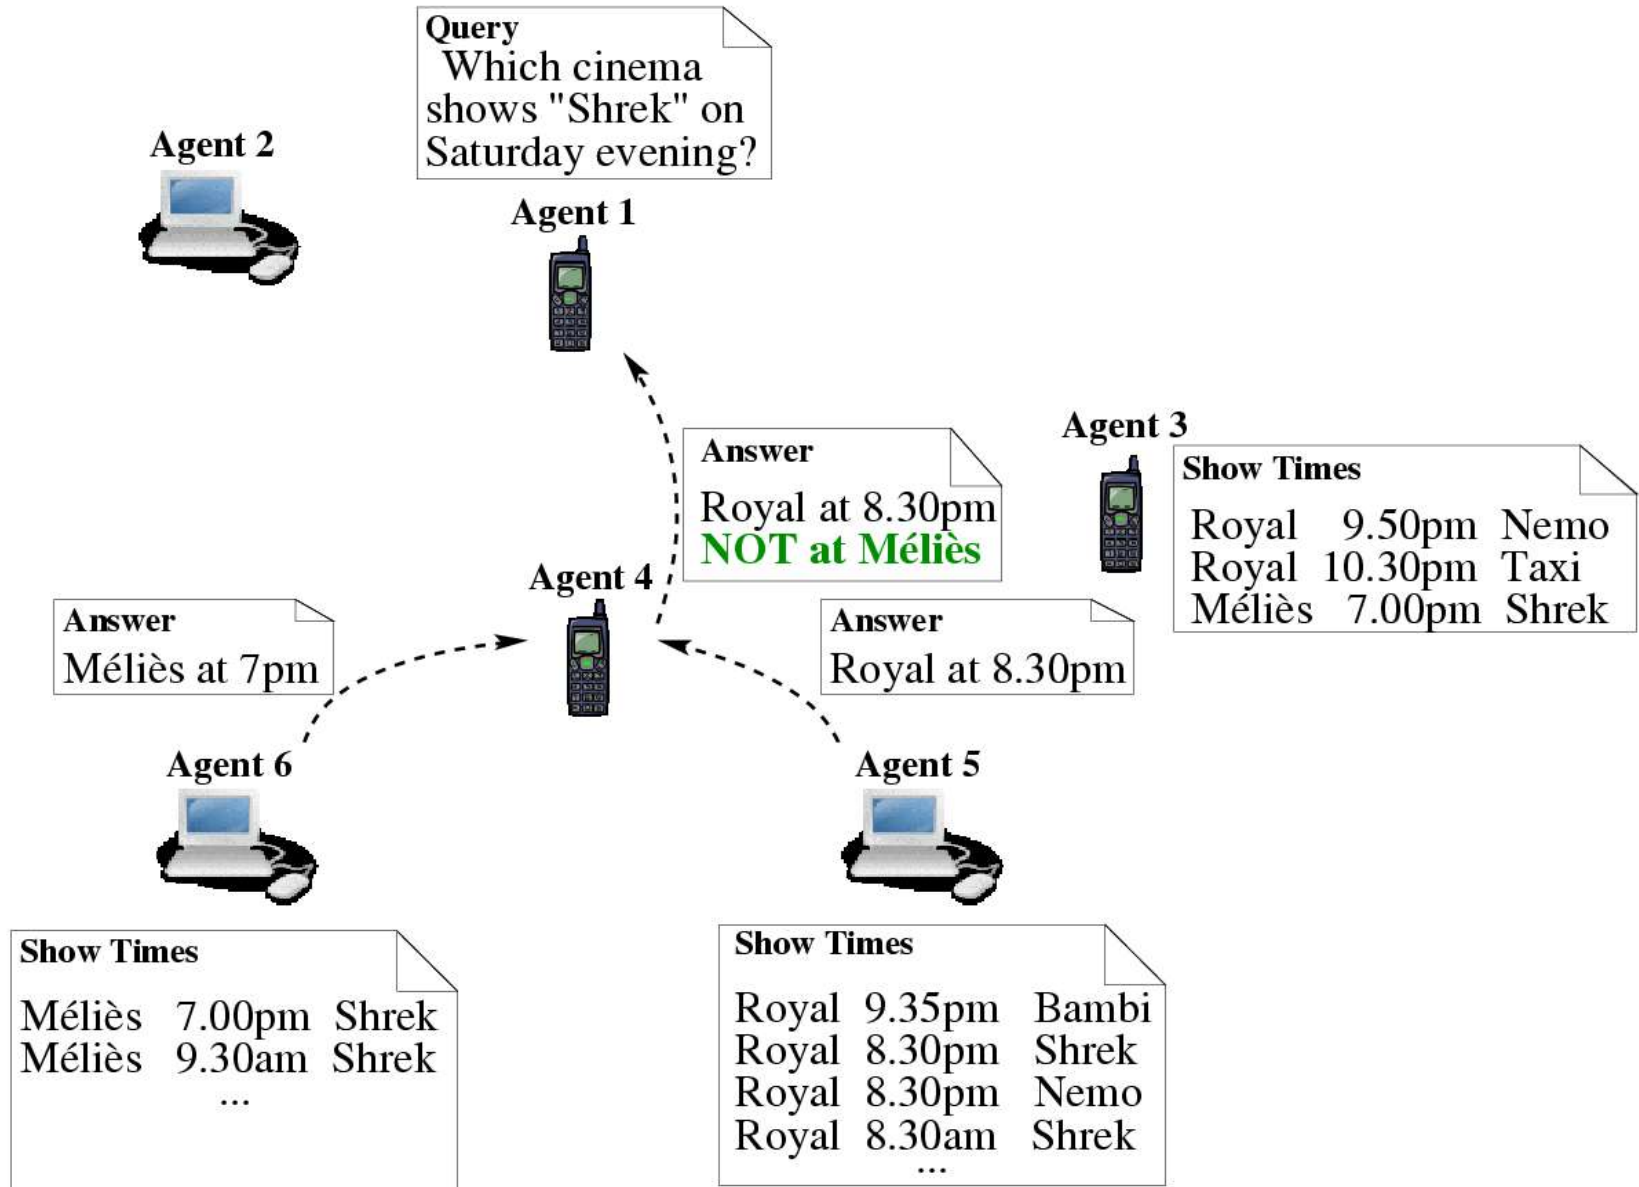 Query
Which cinema
shows "Shrek" on
Saturday evening?
Agent 2
Agent 1
Agent 3
Answer
Royal at 8.30pm
NOT at Méliès
Show Times
Royal 9.50pm Nemo
Royal 10.30pm Taxi
Méliès 7.00pm Shrek
Agent 4
Answer
Méliès at 7pm
Answer
Royal at 8.30pm
Agent 6
Agent 5
Show Times
Méliès 7.00pm Shrek
Méliès 9.30am Shrek
...
Show Times
Royal 9.35pm Bambi
Royal 8.30pm Shrek
Royal 8.30pm Nemo
Royal 8.30am Shrek
...